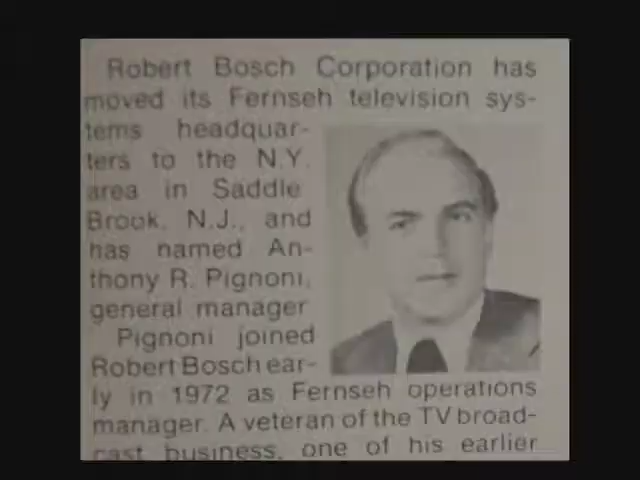 Robert Bosch Corporation has
moved its Fernseh television sys-
tems headquar-
ters to the N.Y.
area in Saddle
Brook, N.J., and
has named An-
thony R. Pignoni,
general manager
Pignoni joined
Robert Bosch ear-
ly in 1972 as Fernseh operations
manager. A veteran of the TV broad-
cast business, one of his earlier